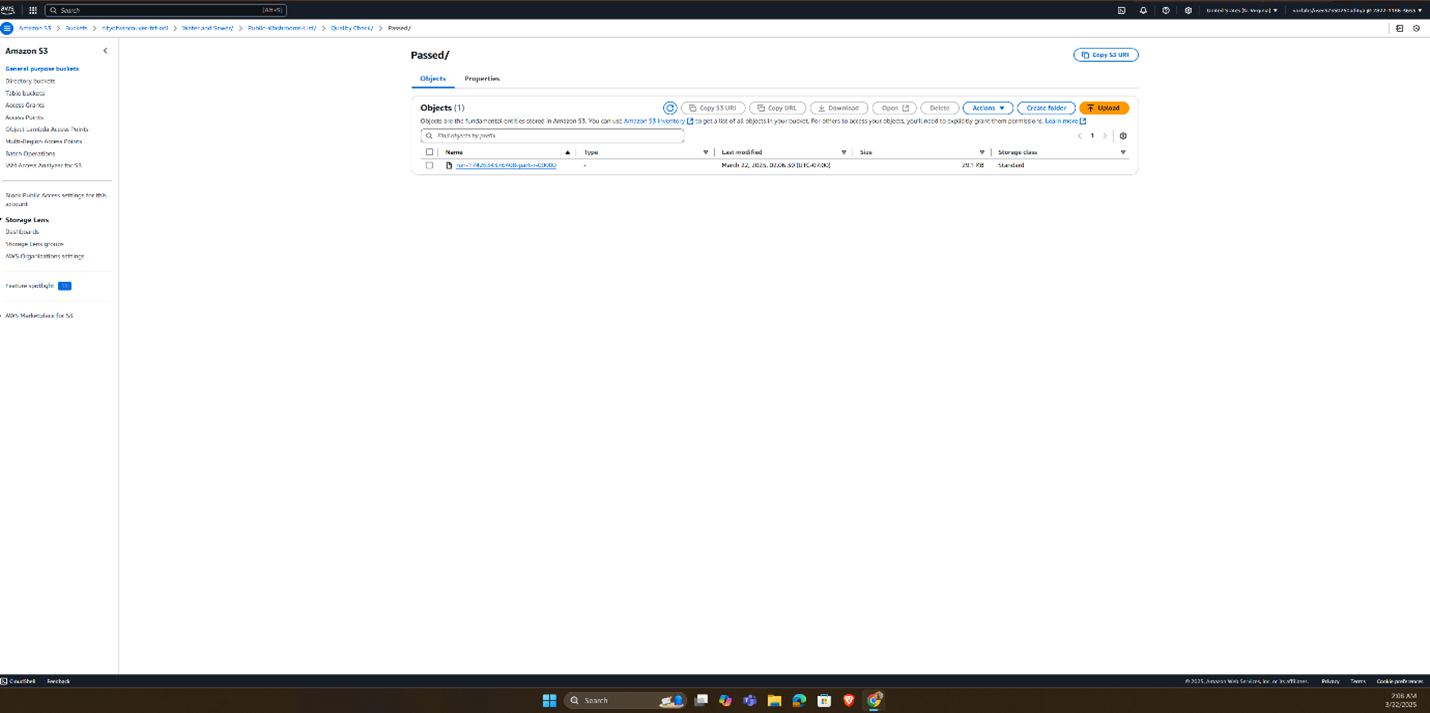 aws
Search [Alt+S]
United States (N. Virginia)
Amazon S3 > Buckets > > Water and Sewer/ > Public-Washrooms-List/ > Quality Check/ > Passed/
Amazon S3
General purpose buckets
Directory buckets
Table buckets
Access Grants
Access Points
Object Lambda Access Points
Multi-Region Access Points
Batch Operations
IAM Access Analyzer for S3
Block Public Access settings for this
account
Storage Lens
Dashboards
Storage Lens groups
AWS Organizations settings
Feature spotlight 11
AWS Marketplace for S3
Passed/
Copy S3 URI
Objects Properties
Objects (1)
Copy S3 URI Copy URL Download Open Delete Actions Create folder Upload
Objects are the fundamental entities stored in Amazon S3. You can use Amazon S3 inventory to get a list of all objects in your bucket. For others to access your objects, you'll need to explicitly grant them permissions. Learn more
Find objects by prefix
1
Name Type Last modified Size Storage class
run-1742634376408-part-r-00000 - March 22, 2025, 02:06:30 (UTC-07:00) 29.1 KB Standard
CloudShell Feedback
© 2025, Amazon Web Services, Inc. or its affiliates. Privacy Terms Cookie preferences
Search
2:06 AM
3/22/2025